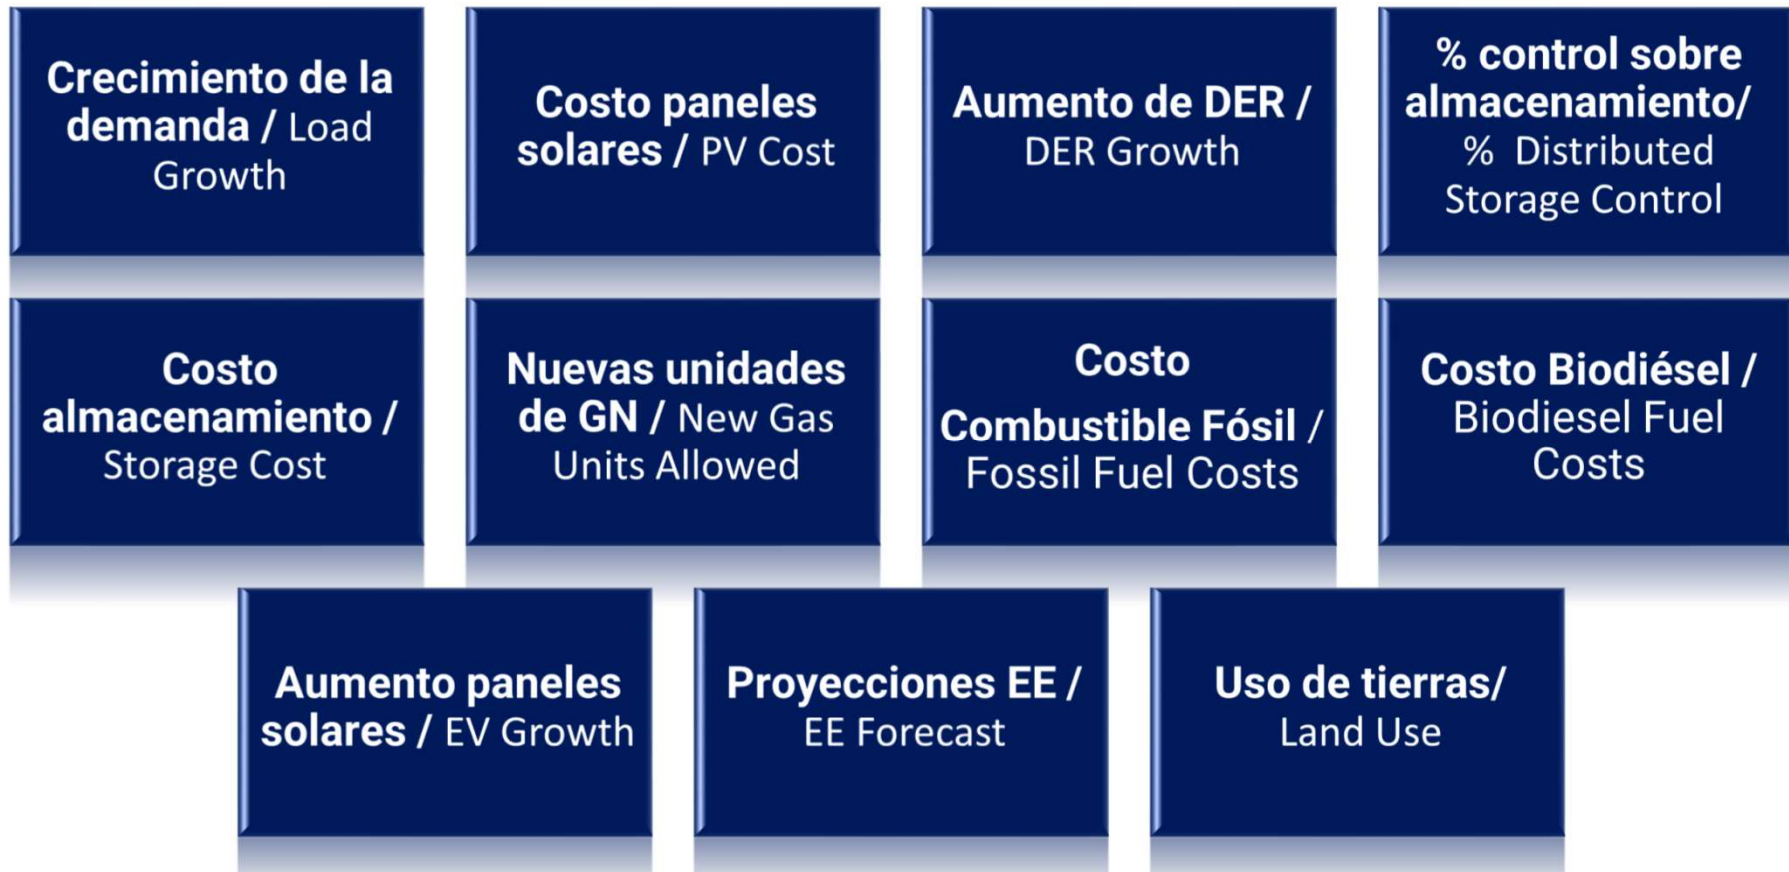 Crecimiento de la
demanda / Load
Growth
Costo paneles
solares / PV Cost
Aumento de DER /
DER Growth
% control sobre
almacenamiento/
% Distributed
Storage Control
Costo
almacenamiento /
Storage Cost
Nuevas unidades
de GN / New Gas
Units Allowed
Costo
Combustible Fósil /
Fossil Fuel Costs
Costo Biodiésel /
Biodiesel Fuel
Costs
Aumento paneles
solares / EV Growth
Proyecciones EE /
EE Forecast
Uso de tierras/
Land Use